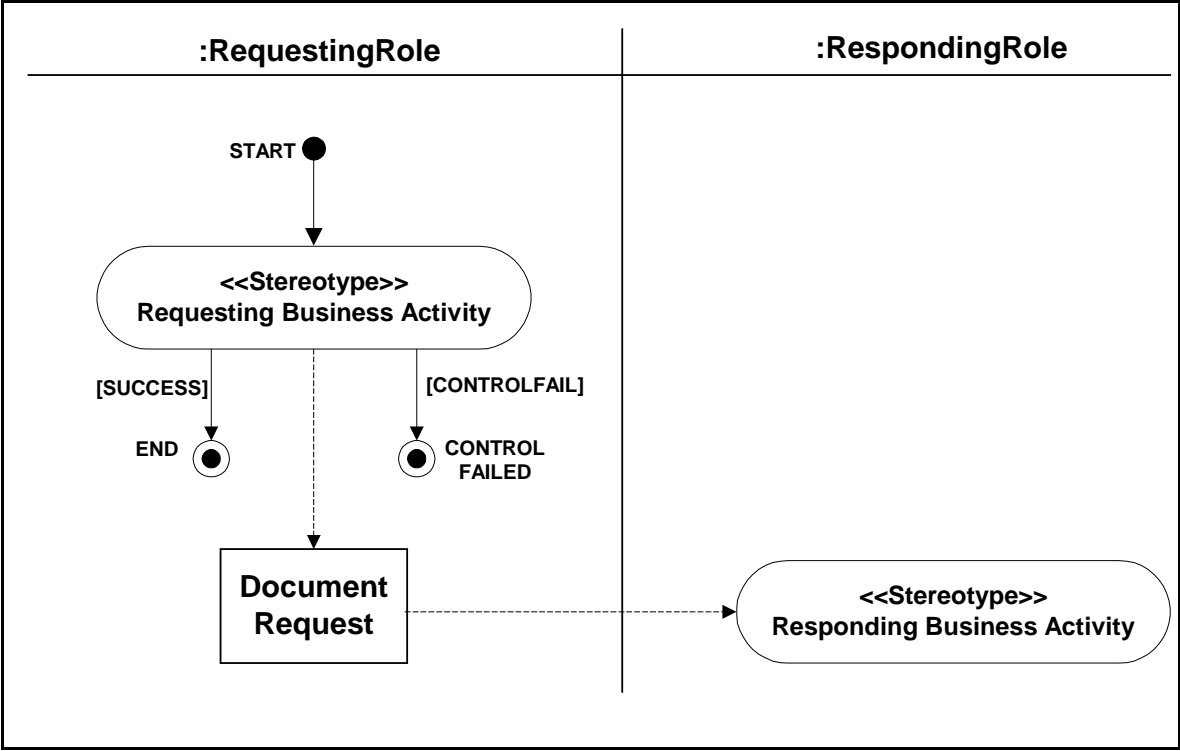 :RequestingRole
:RespondingRole
START
<<Stereotype>>
Requesting Business Activity
[SUCCESS]
[CONTROLFAIL]
END
CONTROL
FAILED
Document
Request
<<Stereotype>>
Responding Business Activity